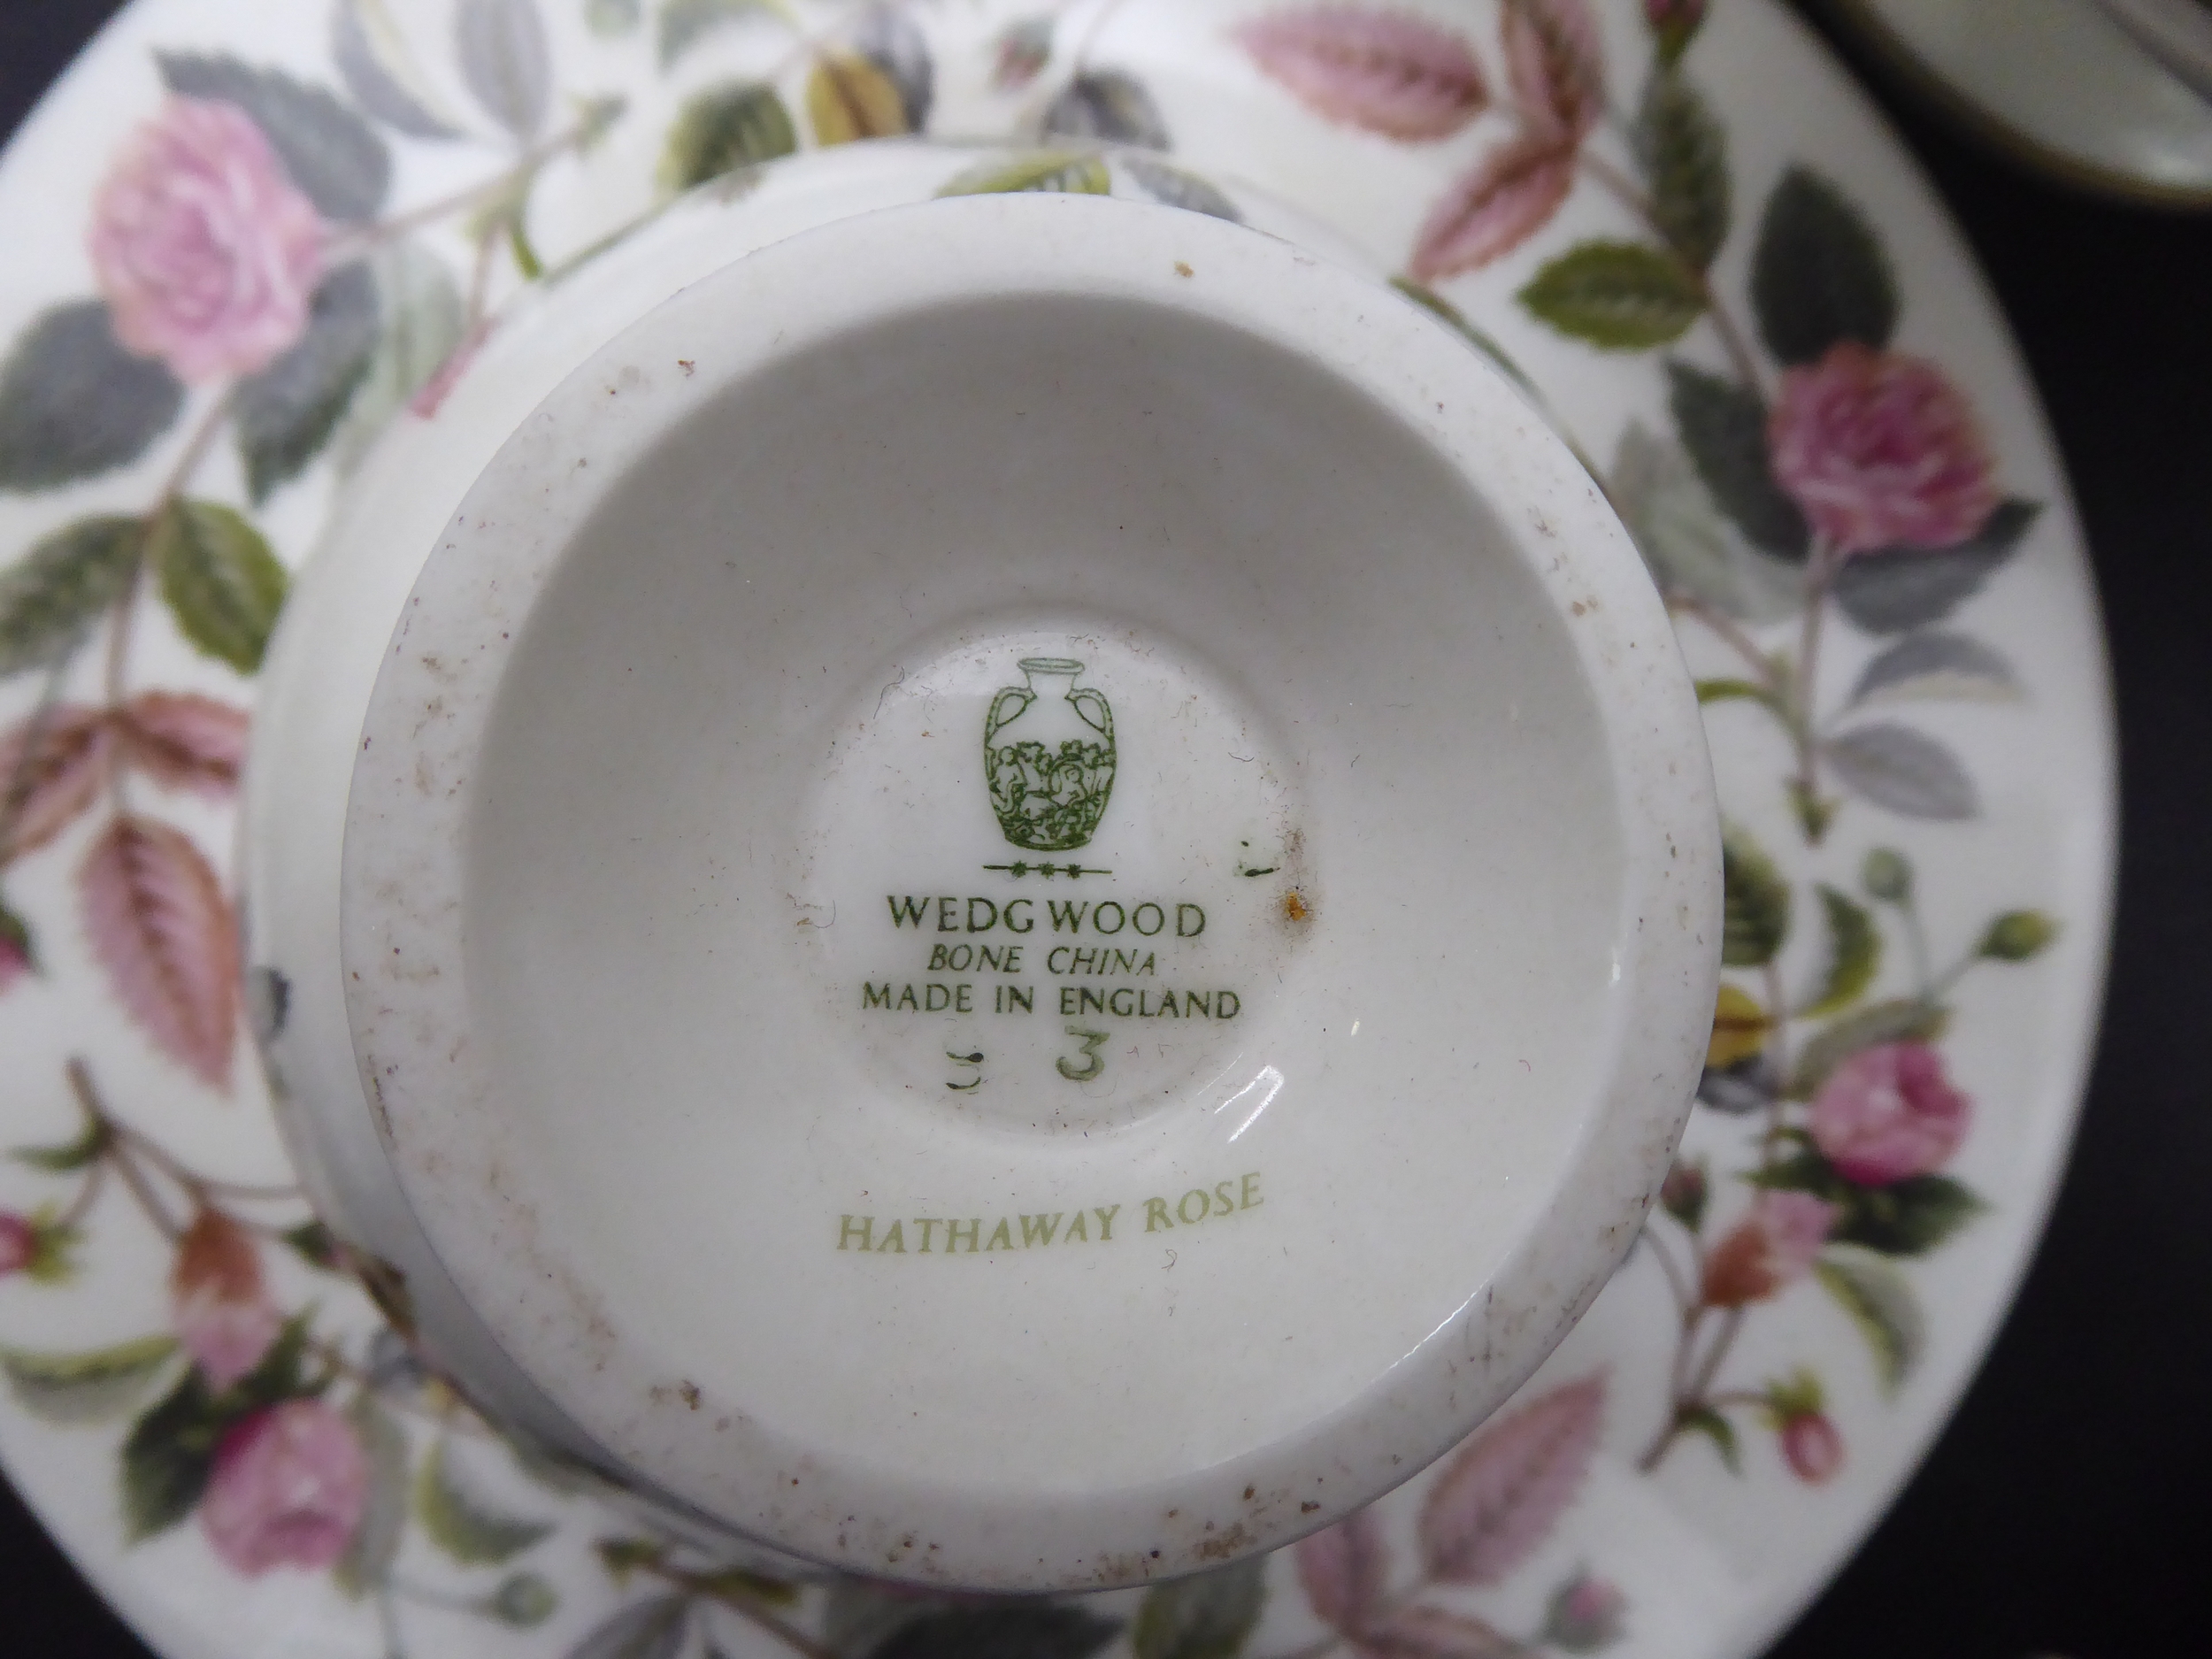 WEDGWOOD
BONE CHINA
MADE IN ENGLAND
3
HATHAWAY ROSE